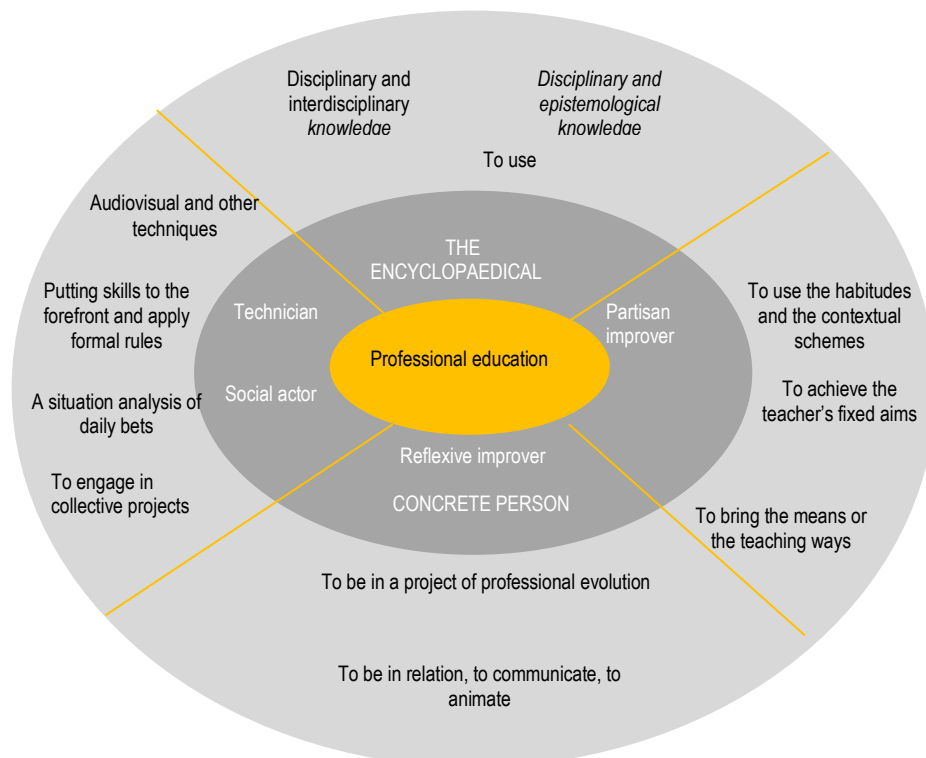 Disciplinary and
interdisciplinary
knowledge
Disciplinary and
epistemological
knowledge
To use
Audiovisual and other
techniques
THE
ENCYCLOPAEDICAL
Putting skills to the
forefront and apply
formal rules
Technician
Partisan
improver
To use the habitudes
and the contextual
schemes
Professional education
A situation analysis of
daily bets
Social actor
To achieve the
teacher's fixed aims
Reflexive improver
To engage in
collective projects
CONCRETE PERSON
To bring the means or
the teaching ways
To be in a project of professional evolution
To be in relation, to communicate, to
animate